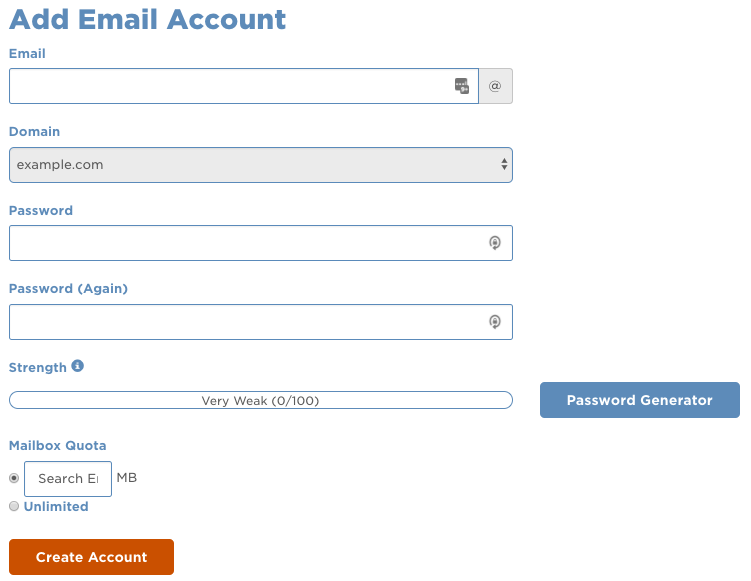 Add Email Account
Email
@
Domain
example.com
Password
Password (Again)
Strength
Very Weak (0/100)
Password Generator
Mailbox Quota
Search E
MB
Unlimited
Create Account